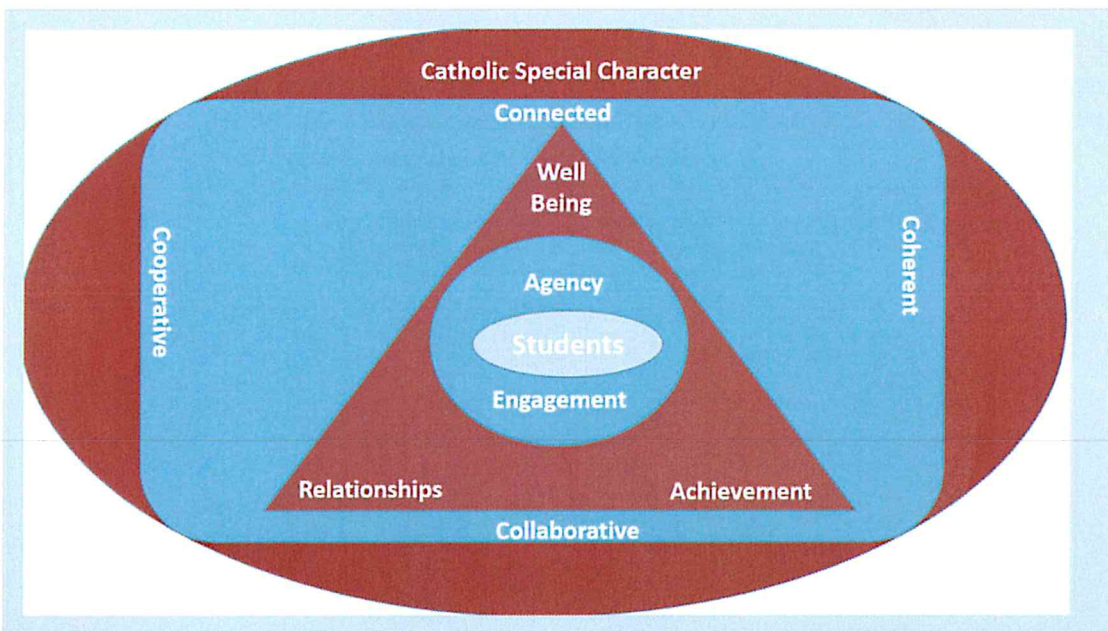 Catholic Special Character
Connected
Well
Being
Cooperative
Coherent
Agency
Students
Engagement
Relationships
Achievement
Collaborative